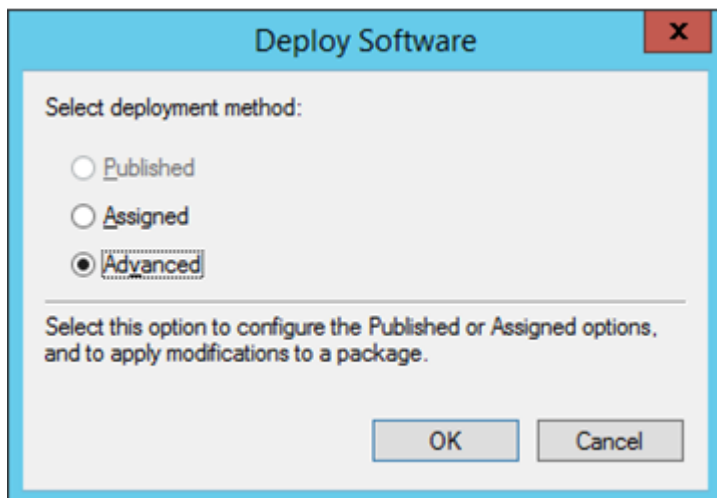 Deploy Software
x
Select deployment method:
Published
Assigned
Advanced
Select this option to configure the Published or Assigned options,
and to apply modifications to a package.
OK Cancel